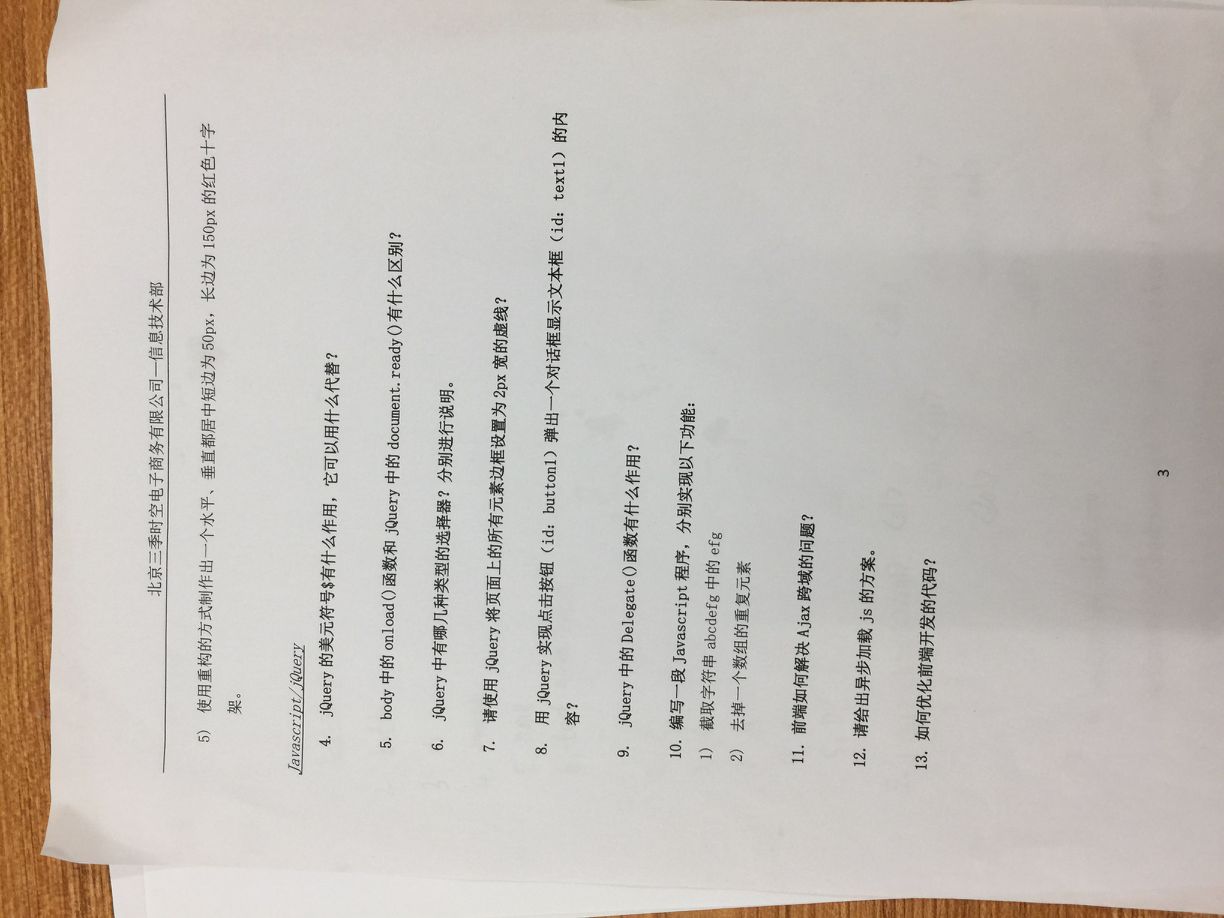 北京三季时空电子商务有限公司—信息技术部
5） 使用重构的方式制作出一个水平、垂直都居中短边为 50px，长边为 150px 的红色十字
架。
Javascript/jQuery
4. jQuery 的美元符号$有什么作用，它可以用什么代替？
5. body 中的 onload()函数和 jQuery 中的 document.ready()有什么区别？
6. jQuery 中有哪几种类型的选择器？分别进行说明。
7. 请使用 jQuery 将页面上的所有元素边框设置为 2px 宽的虚线？
8. 用 jQuery 实现点击按钮（id：button1）弹出一个对话框显示文本框（id：text1）的内
容？
9. jQuery 中的 Delegate()函数有什么作用？
10. 编写一段 Javascript 程序，分别实现以下功能：
1） 截取字符串 abcdefg 中的 efg
2） 去掉一个数组的重复元素
11. 前端如何解决 Ajax 跨域的问题？
12. 请给出异步加载 js 的方案。
13. 如何优化前端开发的代码？
3